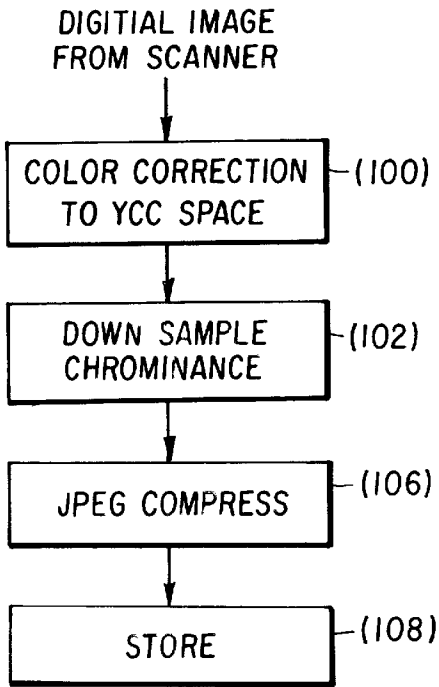 DIGITIAL IMAGE
FROM SCANNER
COLOR CORRECTION
TO YCC SPACE
(100)
DOWN SAMPLE
CHROMINANCE
(102)
JPEG COMPRESS
(106)
STORE
(108)